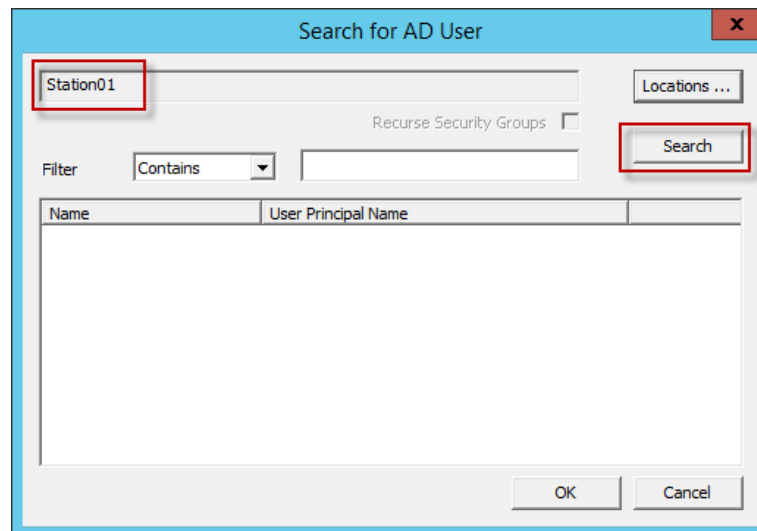 Search for AD User
x
Station01
Locations ...
Recurse Security Groups
Search
Filter
Contains
Name User Principal Name
OK Cancel